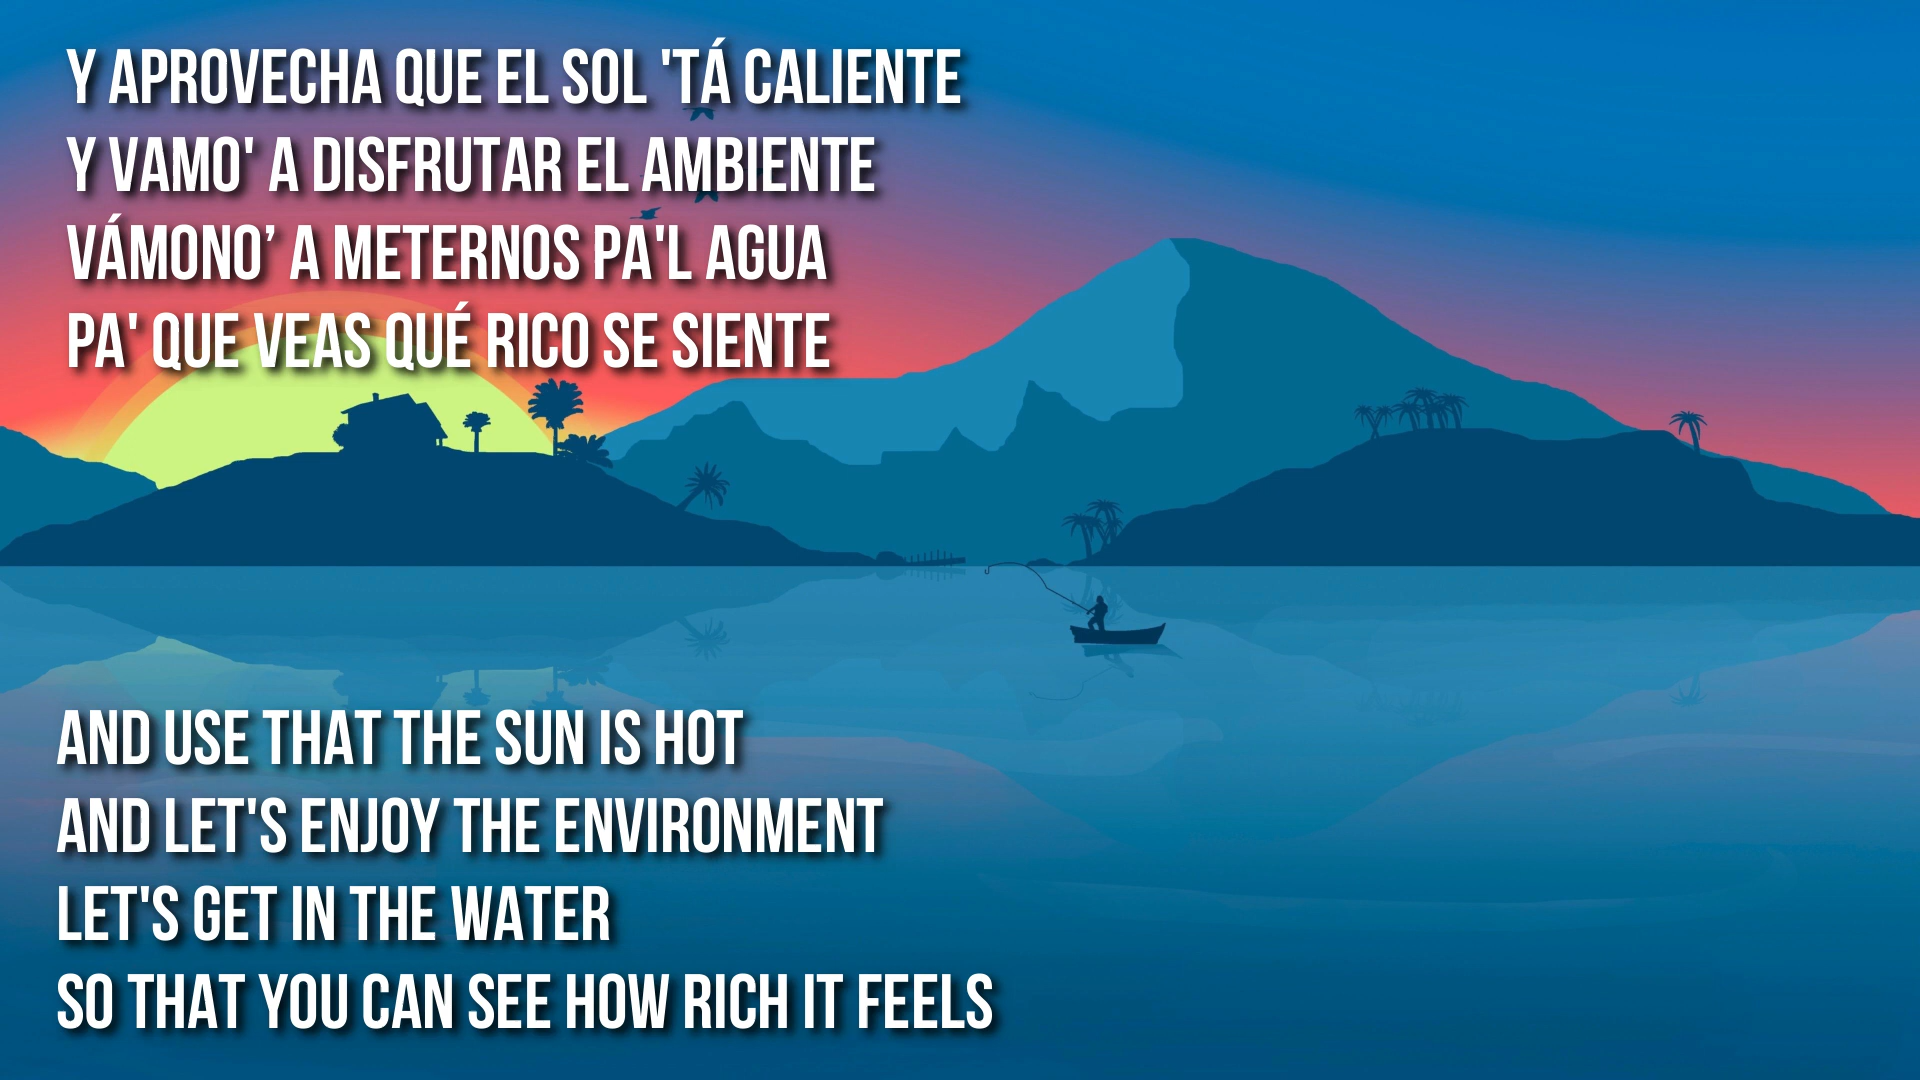 Y APROVECHA QUE EL SOL 'TÁ CALIENTE
Y VAMO' A DISFRUTAR EL AMBIENTE
VÁMONO’ A METERNOS PA'L AGUA
PA' QUE VEAS QUÉ RICO SE SIENTE
AND USE THAT THE SUN IS HOT
AND LET'S ENJOY THE ENVIRONMENT
LET'S GET IN THE WATER
SO THAT YOU CAN SEE HOW RICH IT FEELS